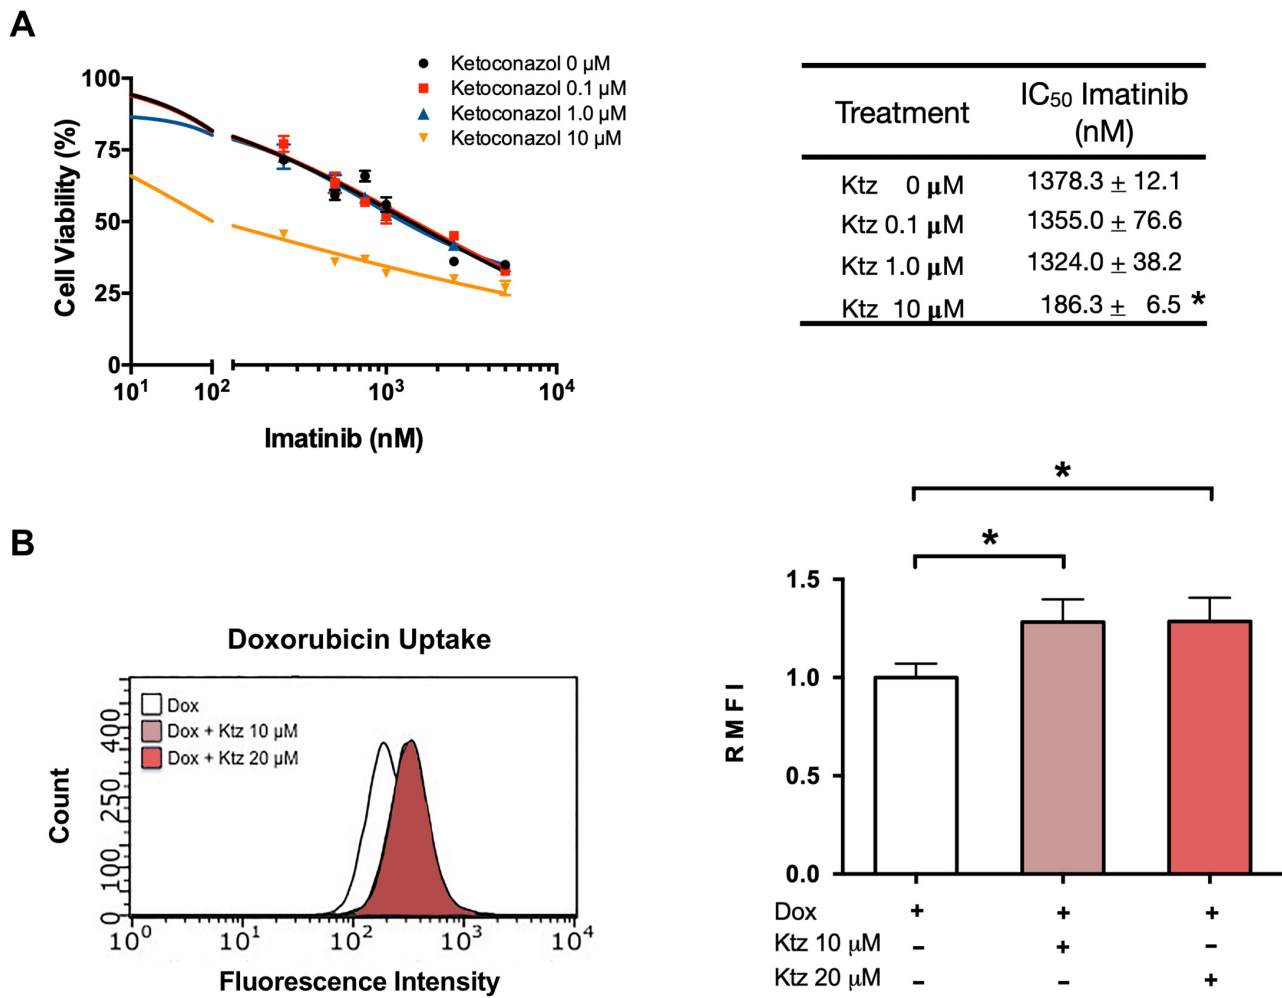 A
Ketoconazol 0 µM
Ketoconazol 0.1 µM
Ketoconazol 1.0 µM
Ketoconazol 10 µM
100
75
50
25
0
Cell Viability (%)
10¹ 10² 10³ 10⁴
Imatinib (nM)
Treatment IC₅₀ Imatinib (nM)
Ktz 0 µM 1378.3 ± 12.1
Ktz 0.1 µM 1355.0 ± 76.6
Ktz 1.0 µM 1324.0 ± 38.2
Ktz 10 µM 186.3 ± 6.5 *
B
Doxorubicin Uptake
Dox
Dox + Ktz 10 µM
Dox + Ktz 20 µM
400
250
100
0
Count
10⁰ 10¹ 10² 10³ 10⁴
Fluorescence Intensity
*
*
1.5
1.0
0.5
0.0
RMFI
Dox + + +
Ktz 10 µM - + -
Ktz 20 µM - - +